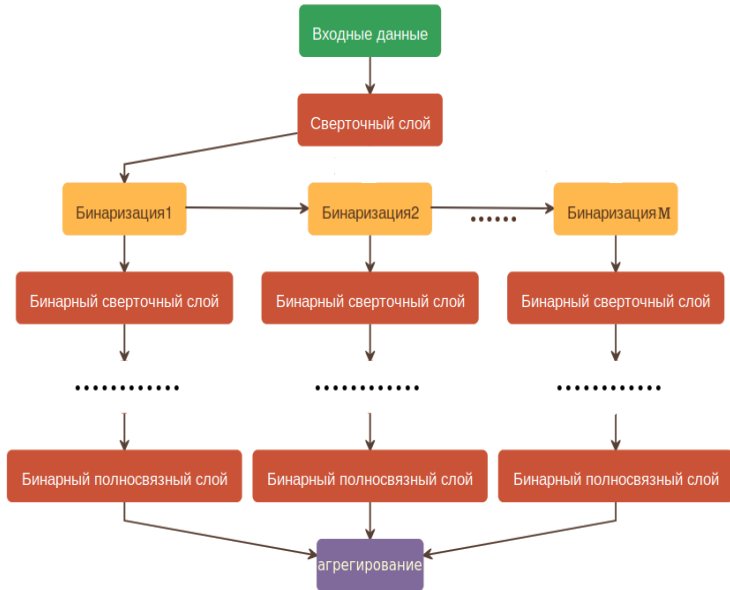 Входные данные
Сверточный слой
Бинаризация1
Бинаризация2
......
БинаризацияM
Бинарный сверточный слой
Бинарный сверточный слой
Бинарный сверточный слой
............
............
............
Бинарный полносвязный слой
Бинарный полносвязный слой
Бинарный полносвязный слой
агрегирование